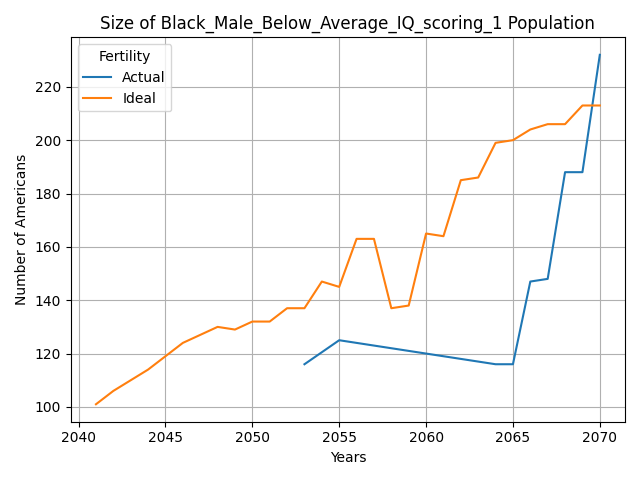 Size of Black_Male_Below_Average_IQ_scoring_1 Population
Fertility
Actual
Ideal
Number of Americans
220
200
180
160
140
120
100
2040
2045
2050
2055
2060
2065
2070
Years